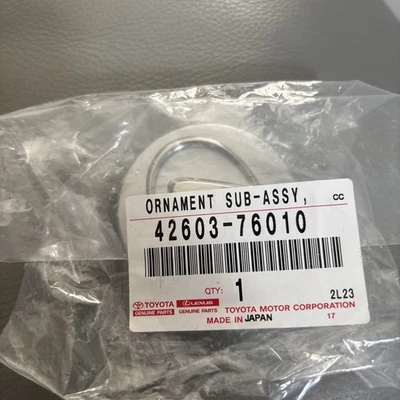 ORNAMENT SUB-ASSY, CC
42603-76010
QTY: 1 2L23
TOYOTA LEXUS TOYOTA MOTOR CORPORATION
GENUINE PARTS GENUINE PARTS MADE IN JAPAN 17